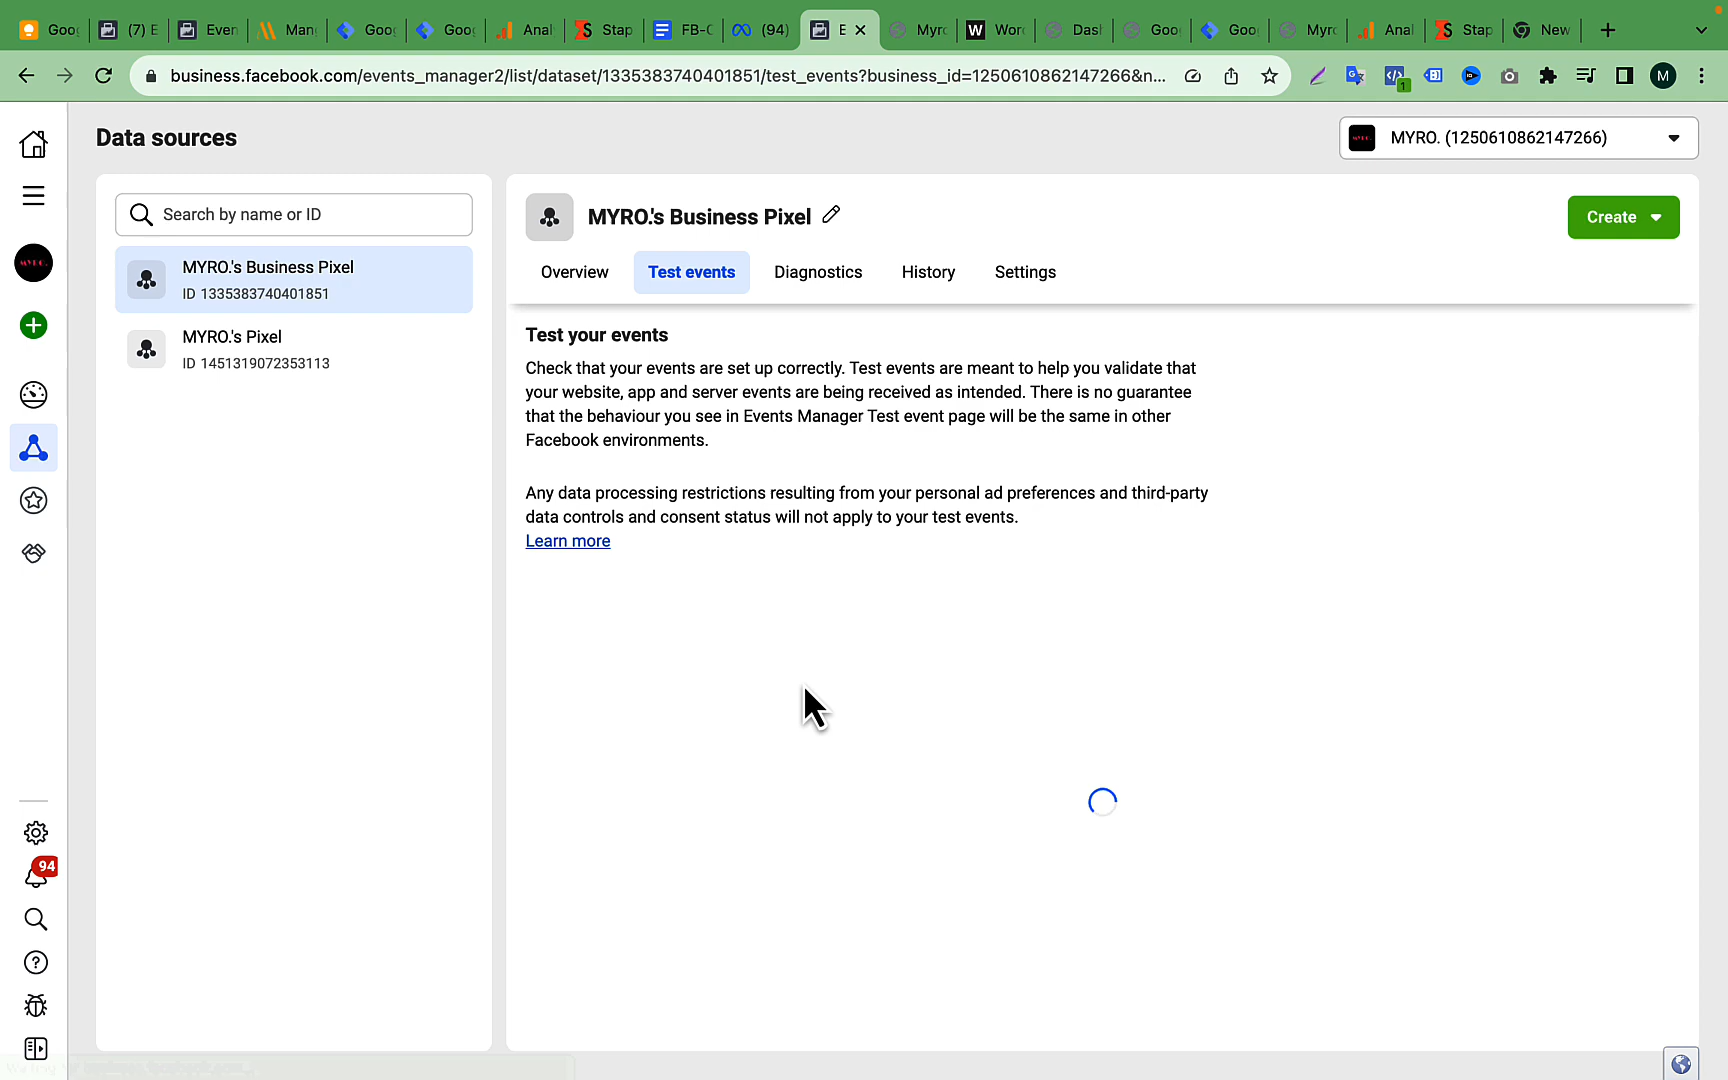 Goog
(7) E
Even
Man
Goo
Goo
Anal
Stap
FB-C
(94)
E
Myro
Wor
Dasl
Goo
Goo
Myro
Anal
Stap
New
business.facebook.com/events_manager2/list/dataset/1335383740401851/test_events?business_id=1250610862147266&n...
1
M
Data sources
MYRO. (1250610862147266)
Search by name or ID
MYRO.'s Business Pixel
ID 1335383740401851
MYRO.'s Pixel
ID 1451319072353113
MYRO.'s Business Pixel
Create
Overview
Test events
Diagnostics
History
Settings
Test your events
Check that your events are set up correctly. Test events are meant to help you validate that
your website, app and server events are being received as intended. There is no guarantee
that the behaviour you see in Events Manager Test event page will be the same in other
Facebook environments.
Any data processing restrictions resulting from your personal ad preferences and third-party
data controls and consent status will not apply to your test events.
Learn more
94